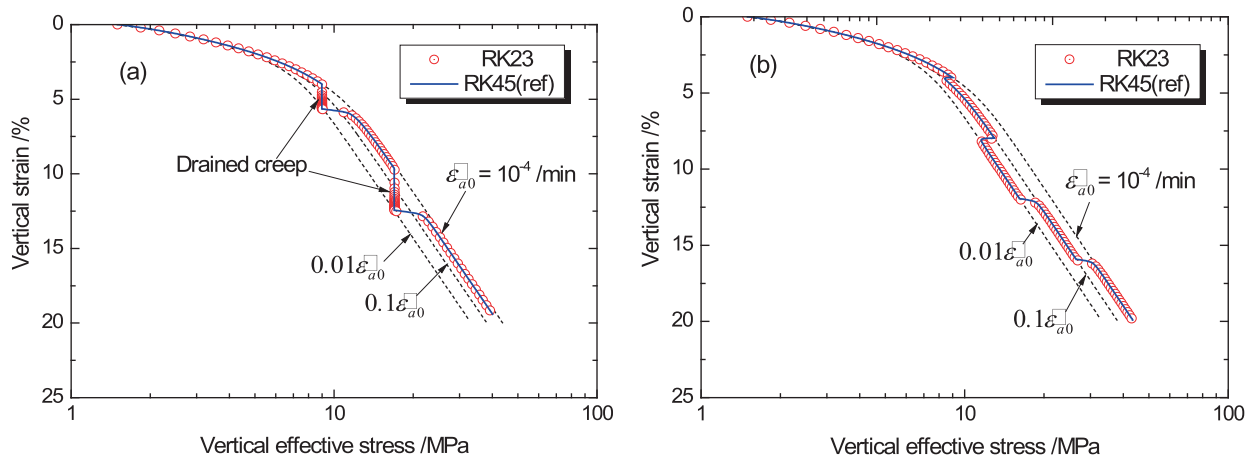 (a)
RK23
RK45(ref)
Drained creep
ε□a0 = 10-4 /min
0.01ε□a0
0.1ε□a0
0
5
10
15
20
25
Vertical strain /%
1
10
100
Vertical effective stress /MPa
(b)
RK23
RK45(ref)
ε□a0 = 10-4 /min
0.01ε□a0
0.1ε□a0
0
5
10
15
20
25
Vertical strain /%
1
10
100
Vertical effective stress /MPa